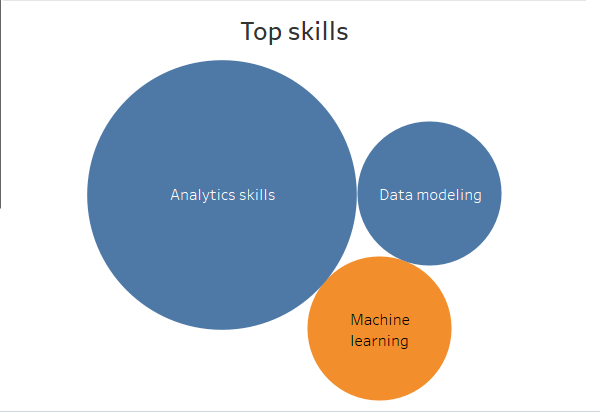 Top skills
Analytics skills
Data modeling
Machine
learning